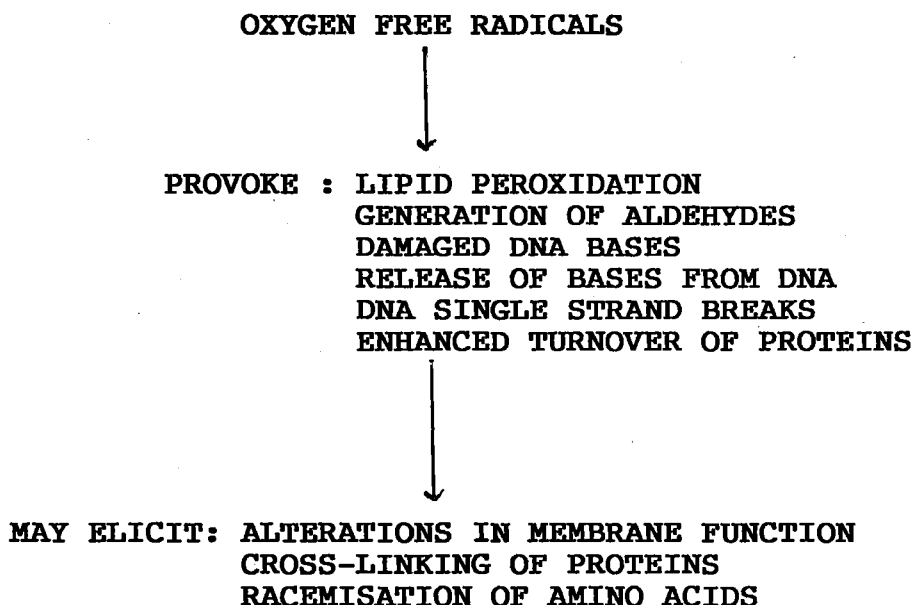 OXYGEN FREE RADICALS
PROVOKE : LIPID PEROXIDATION
GENERATION OF ALDEHYDES
DAMAGED DNA BASES
RELEASE OF BASES FROM DNA
DNA SINGLE STRAND BREAKS
ENHANCED TURNOVER OF PROTEINS
MAY ELICIT: ALTERATIONS IN MEMBRANE FUNCTION
CROSS-LINKING OF PROTEINS
RACEMISATION OF AMINO ACIDS